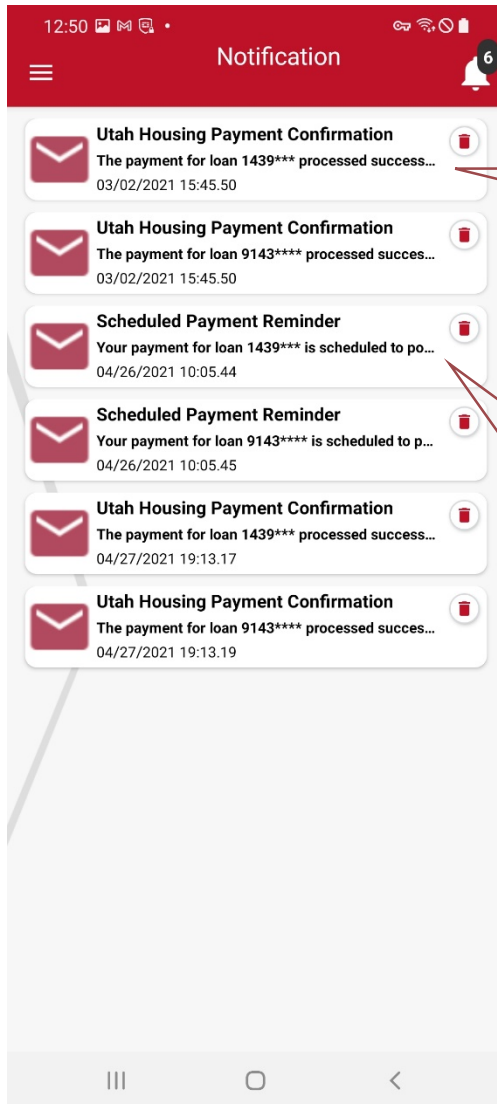 12:50
Notification
6
Utah Housing Payment Confirmation
The payment for loan 1439*** processed success...
03/02/2021 15:45.50
Utah Housing Payment Confirmation
The payment for loan 9143**** processed succes...
03/02/2021 15:45.50
Scheduled Payment Reminder
Your payment for loan 1439*** is scheduled to po...
04/26/2021 10:05.44
Scheduled Payment Reminder
Your payment for loan 9143**** is scheduled to p...
04/26/2021 10:05.45
Utah Housing Payment Confirmation
The payment for loan 1439*** processed success...
04/27/2021 19:13.17
Utah Housing Payment Confirmation
The payment for loan 9143**** processed succes...
04/27/2021 19:13.19